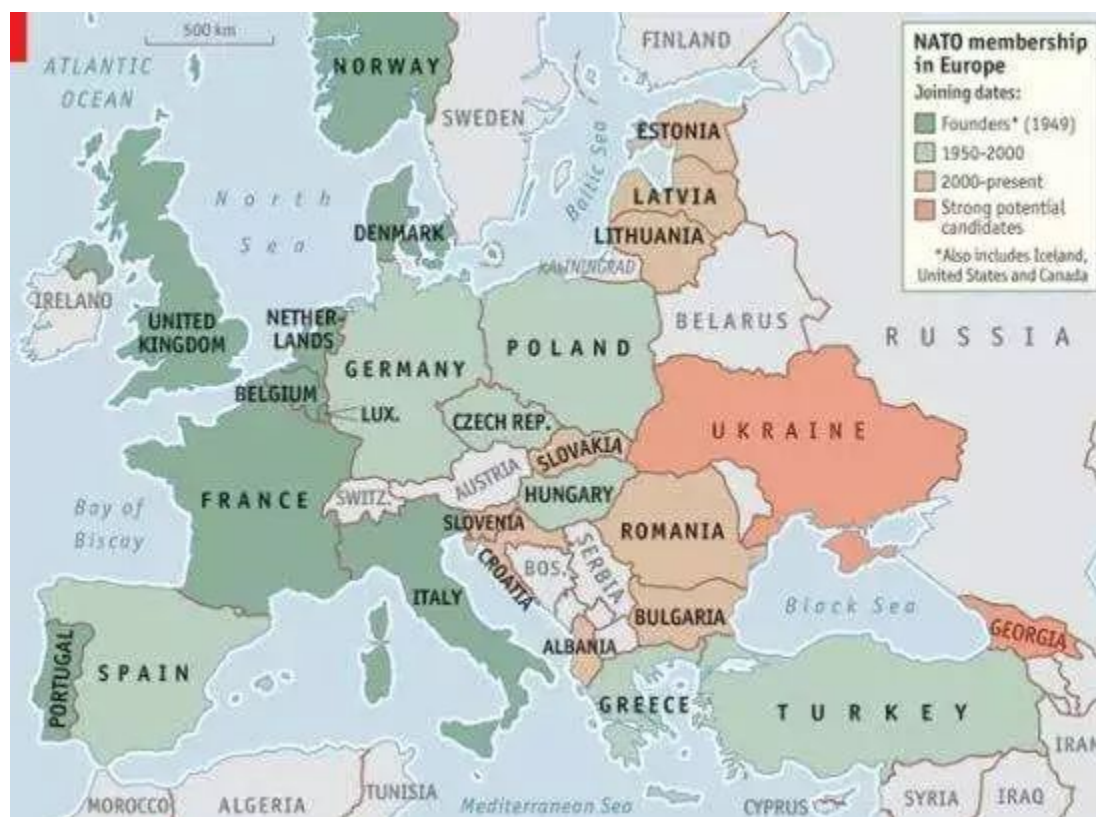 500 km
ATLANTIC
OCEAN
NORWAY
SWEDEN
FINLAND
NATO membership
in Europe
Joining dates:
Founders* (1949)
1950-2000
2000-present
Strong potential
candidates
*Also includes Iceland,
United States and Canada
ESTONIA
Baltic Sea
LATVIA
LITHUANIA
KALININGRAD
North
Sea
DENMARK
IRELAND
UNITED
KINGDOM
NETHER-
LANDS
BELARUS
RUSSIA
GERMANY
POLAND
BELGIUM
LUX.
CZECH REP.
UKRAINE
SLOVAKIA
AUSTRIA
FRANCE
SWITZ.
HUNGARY
Bay of
Biscay
SLOVENIA
ROMANIA
CROATIA
BOS.
SERBIA
ITALY
BULGARIA
Black Sea
GEORGIA
ALBANIA
PORTUGAL
SPAIN
GREECE
TURKEY
IRAN
MOROCCO
ALGERIA
TUNISIA
Mediterranean Sea
CYPRUS
SYRIA
IRAQ